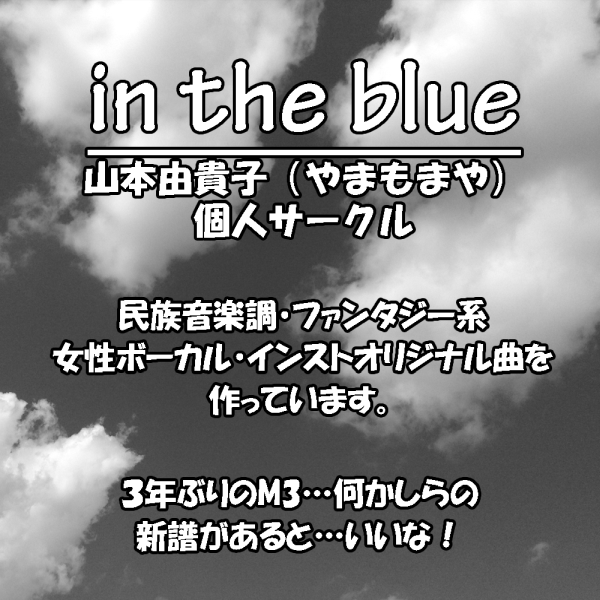 in the blue
山本由貴子（やまもまや）
個人サークル
民族音楽調・ファンタジー系
女性ボーカル・インストオリジナル曲を
作っています。
3年ぶりのM3…何かしらの
新譜があると…いいな！